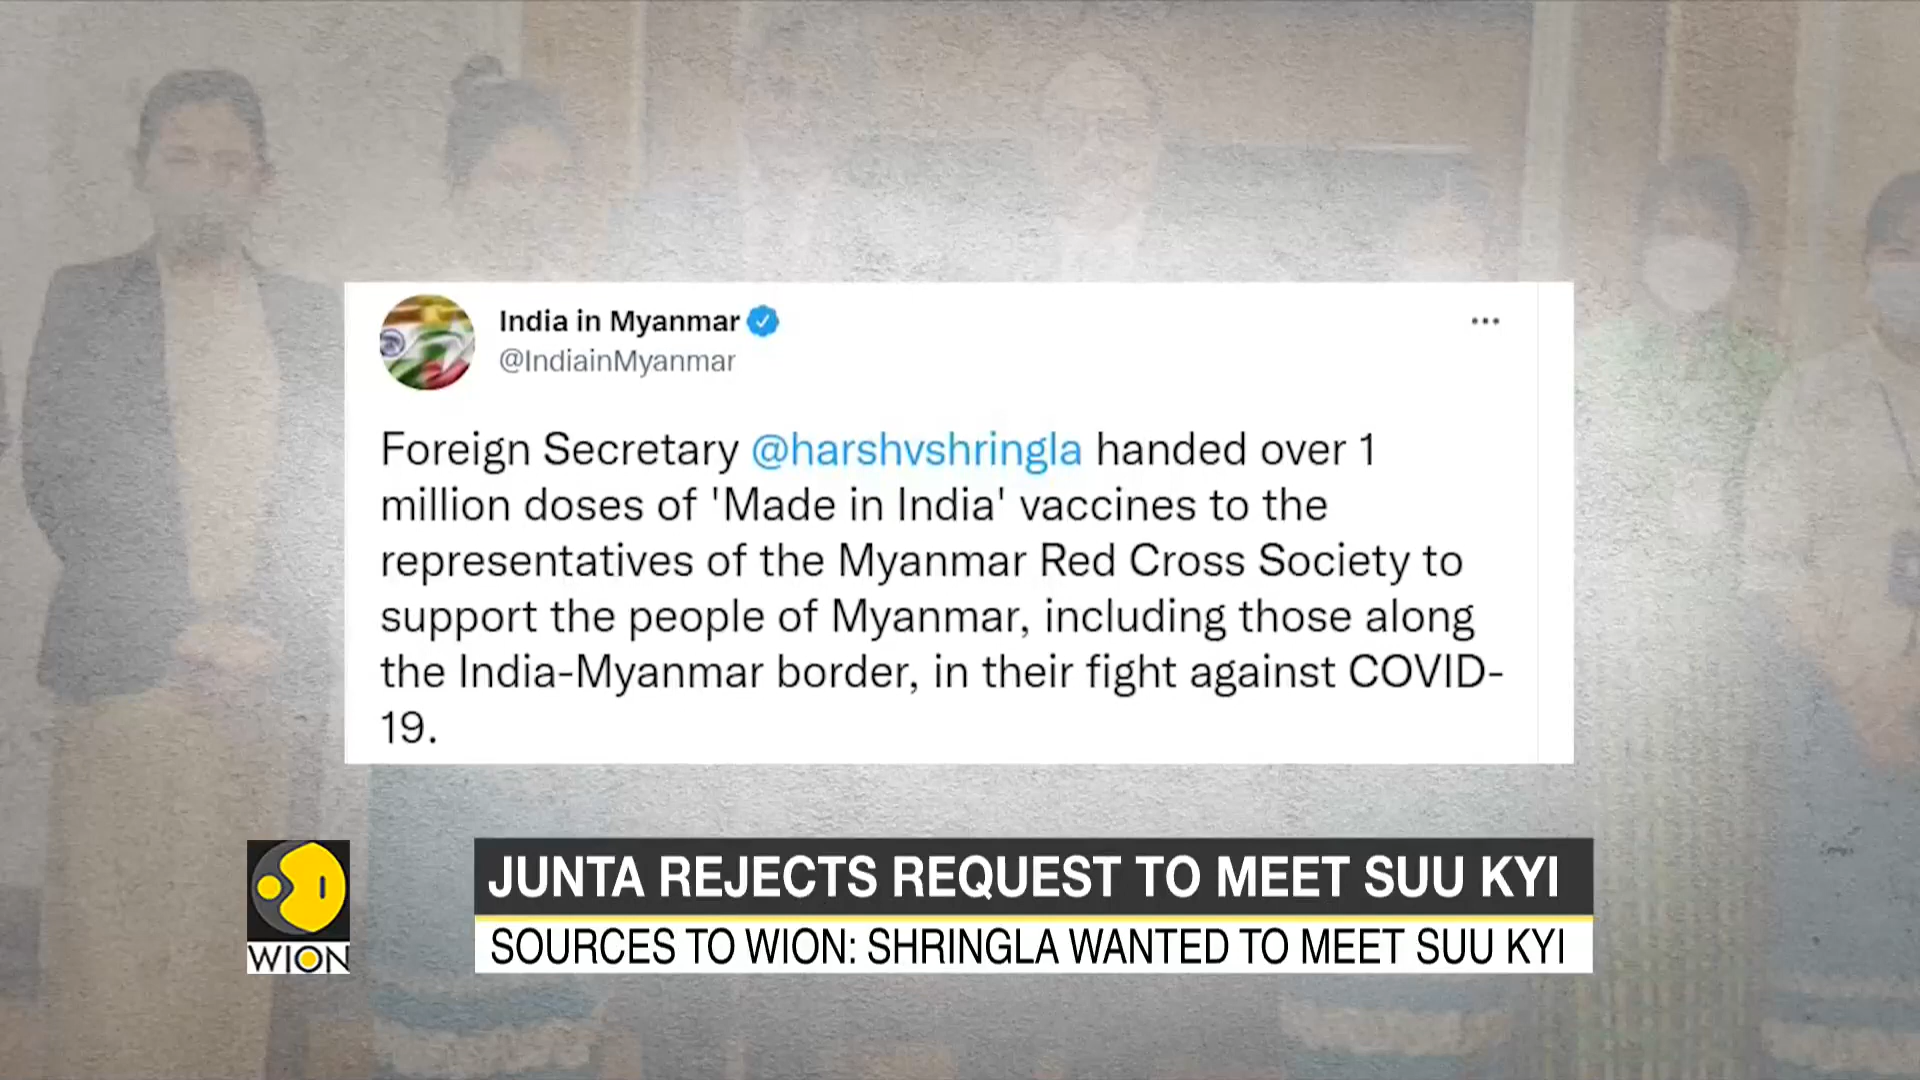 India in Myanmar
@IndiainMyanmar
Foreign Secretary @harshvshringla handed over 1
million doses of 'Made in India' vaccines to the
representatives of the Myanmar Red Cross Society to
support the people of Myanmar, including those along
the India-Myanmar border, in their fight against COVID-
19.
JUNTA REJECTS REQUEST TO MEET SUU KYI
SOURCES TO WION: SHRINGLA WANTED TO MEET SUU KYI
WION